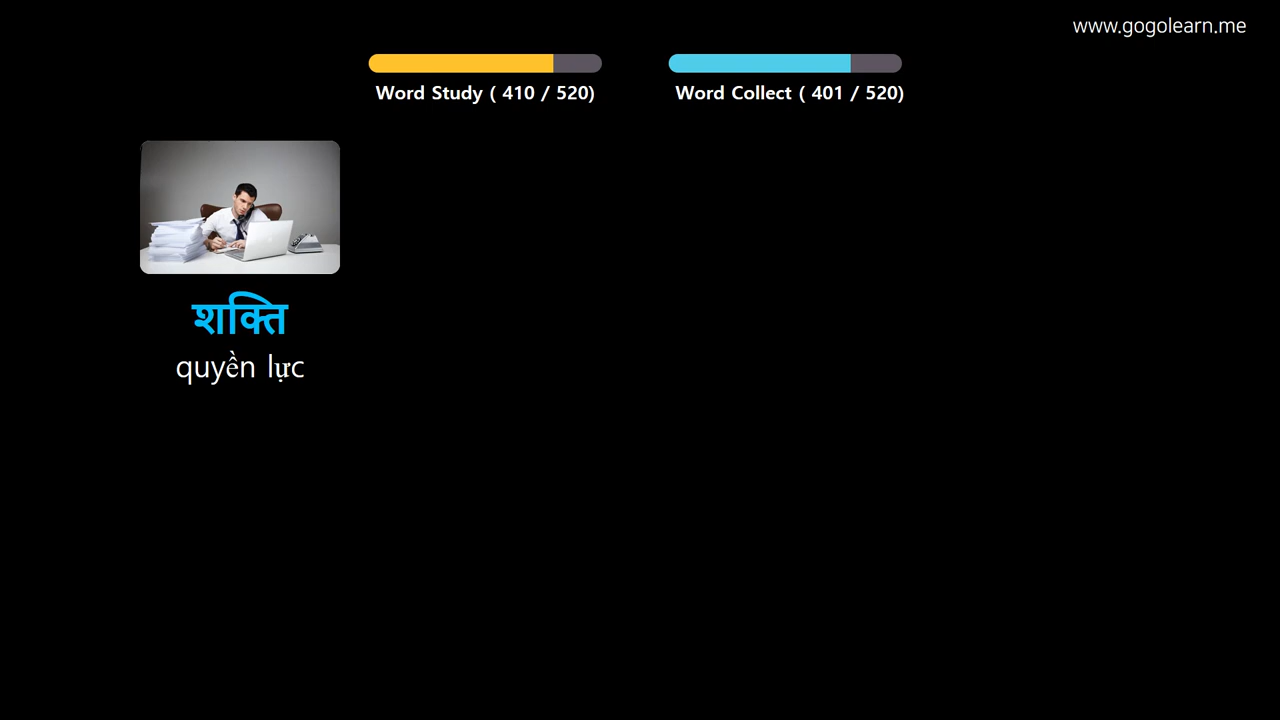 www.gogolearn.me
Word Study ( 410 / 520)
Word Collect ( 401 / 520)
शक्ति
quyền lực